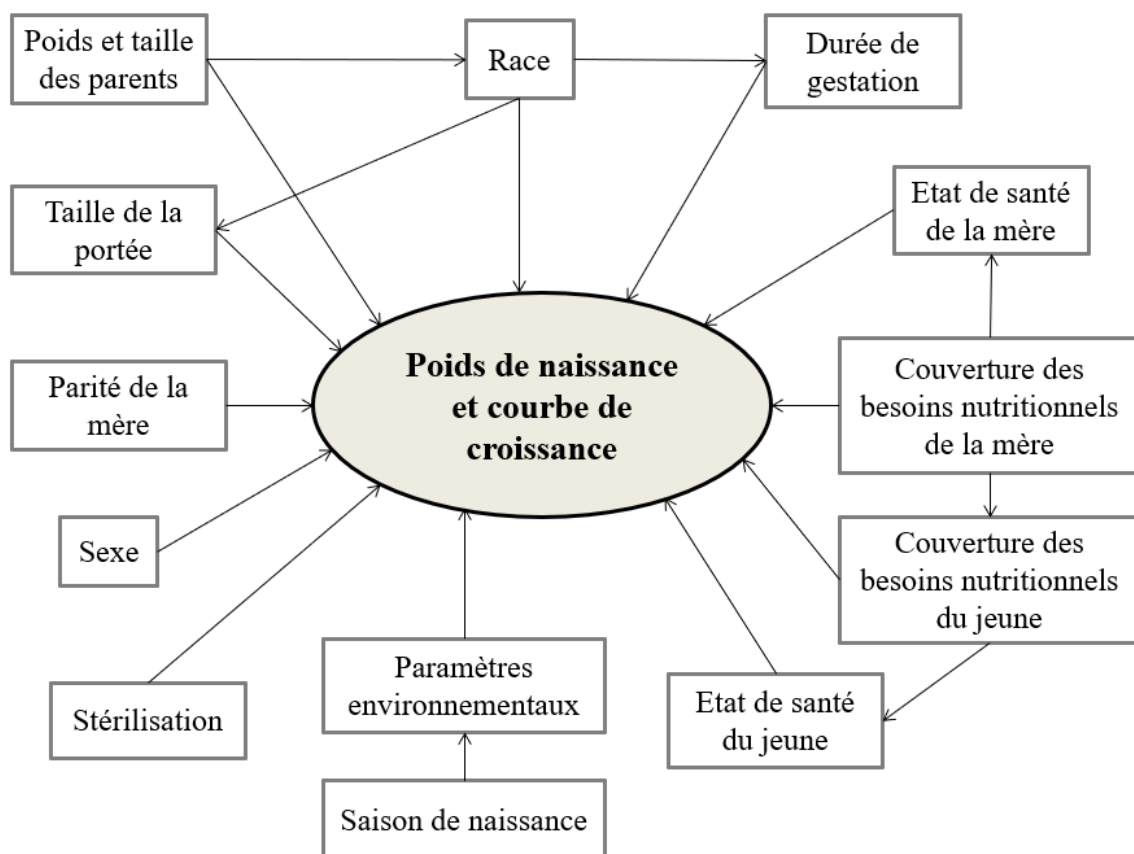 Poids et taille
des parents
Race
Durée de
gestation
Taille de la
portée
Etat de santé
de la mère
Poids de naissance
et courbe de
croissance
Parité de la
mère
Couverture des
besoins nutritionnels
de la mère
Sexe
Couverture des
besoins nutritionnels
du jeune
Stérilisation
Paramètres
environnementaux
Etat de santé
du jeune
Saison de naissance